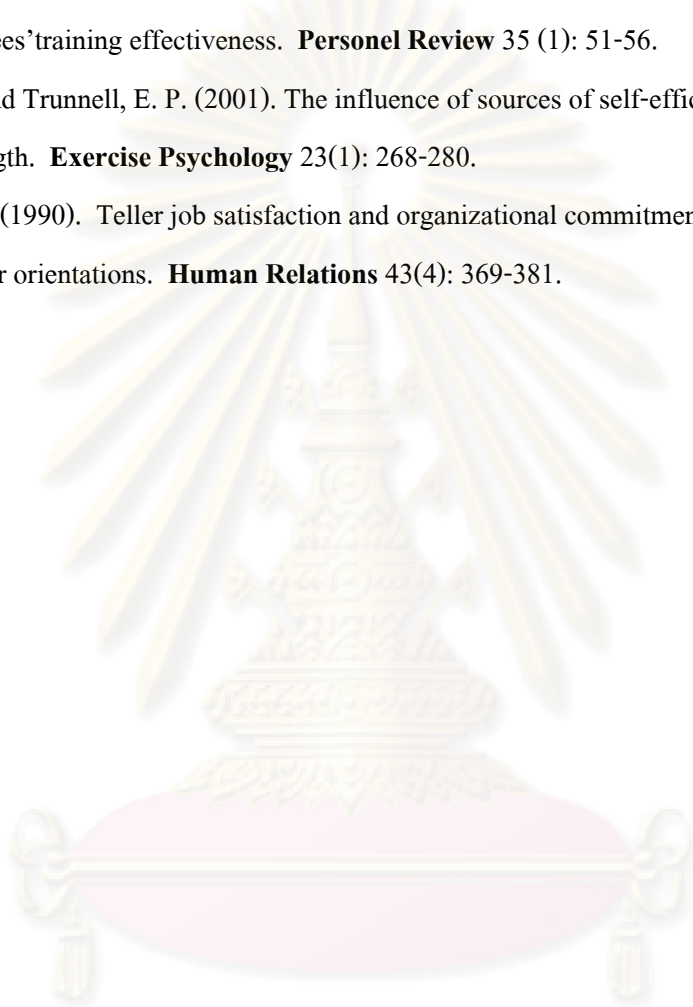 ees'training effectiveness. Personel Review 35 (1): 51-56.
nd Trunnell, E. P. (2001). The influence of sources of self-effic
gth. Exercise Psychology 23(1): 268-280.
(1990). Teller job satisfaction and organizational commitmen
r orientations. Human Relations 43(4): 369-381.